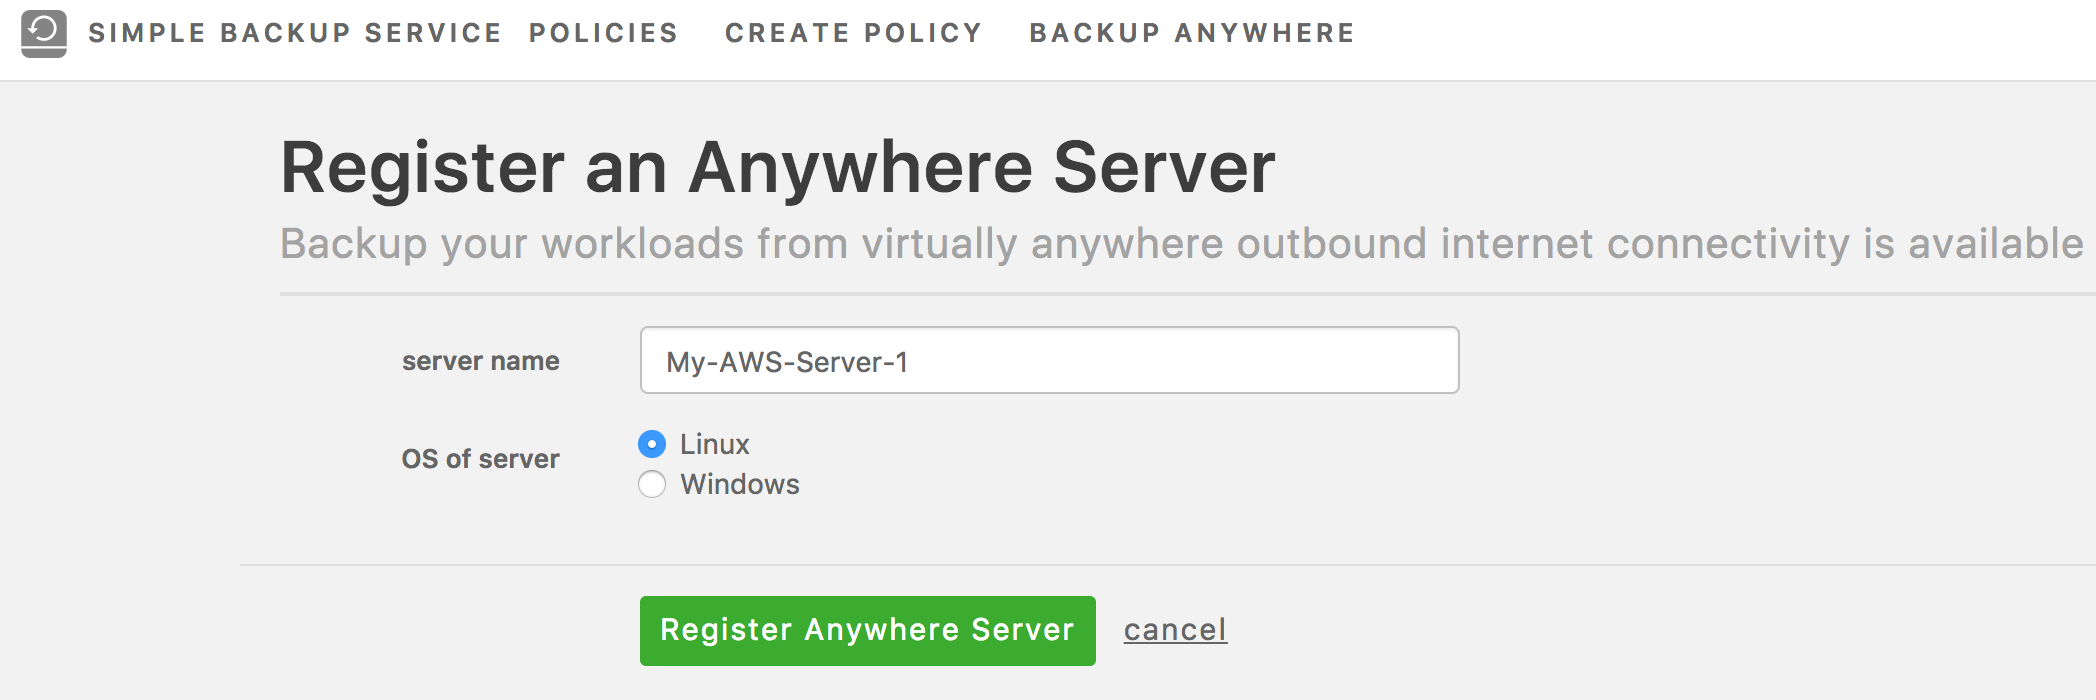 SIMPLE BACKUP SERVICE POLICIES CREATE POLICY BACKUP ANYWHERE
Register an Anywhere Server
Backup your workloads from virtually anywhere outbound internet connectivity is available
server name My-AWS-Server-1
OS of server
Linux
Windows
Register Anywhere Server cancel